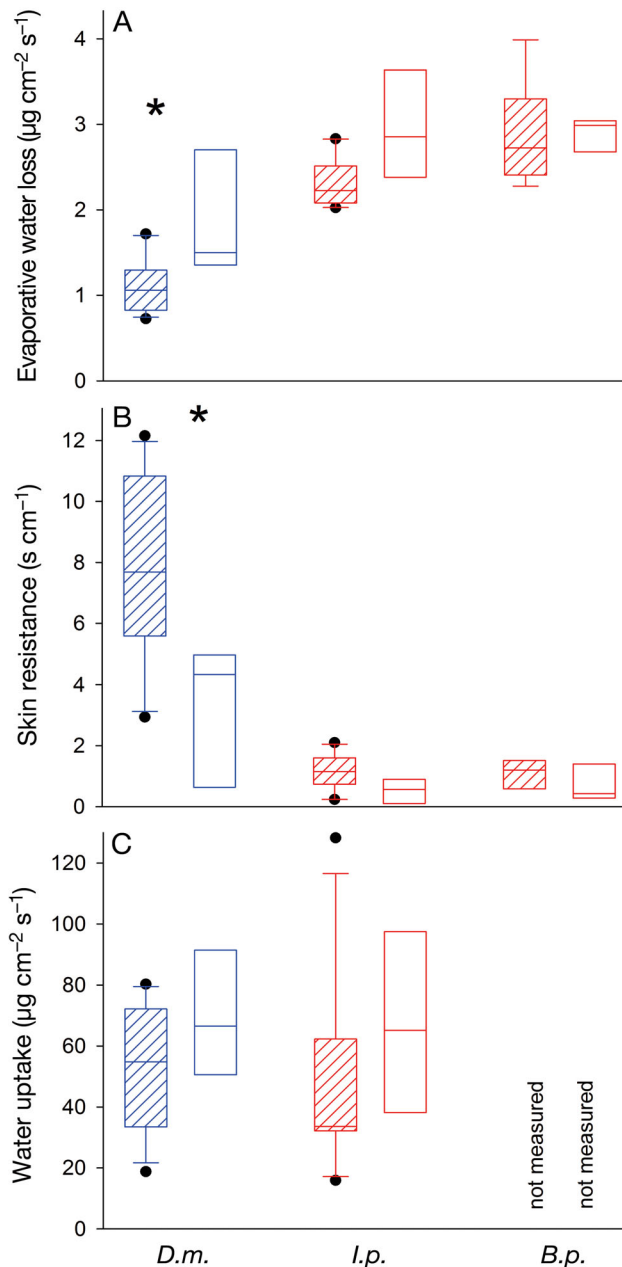 A
Evaporative water loss (µg cm⁻² s⁻¹)
4
3
2
1
0
*
B
Skin resistance (s cm⁻¹)
12
10
8
6
4
2
0
*
C
Water uptake (µg cm⁻² s⁻¹)
120
100
80
60
40
20
0
not measured
not measured
D.m. I.p. B.p.